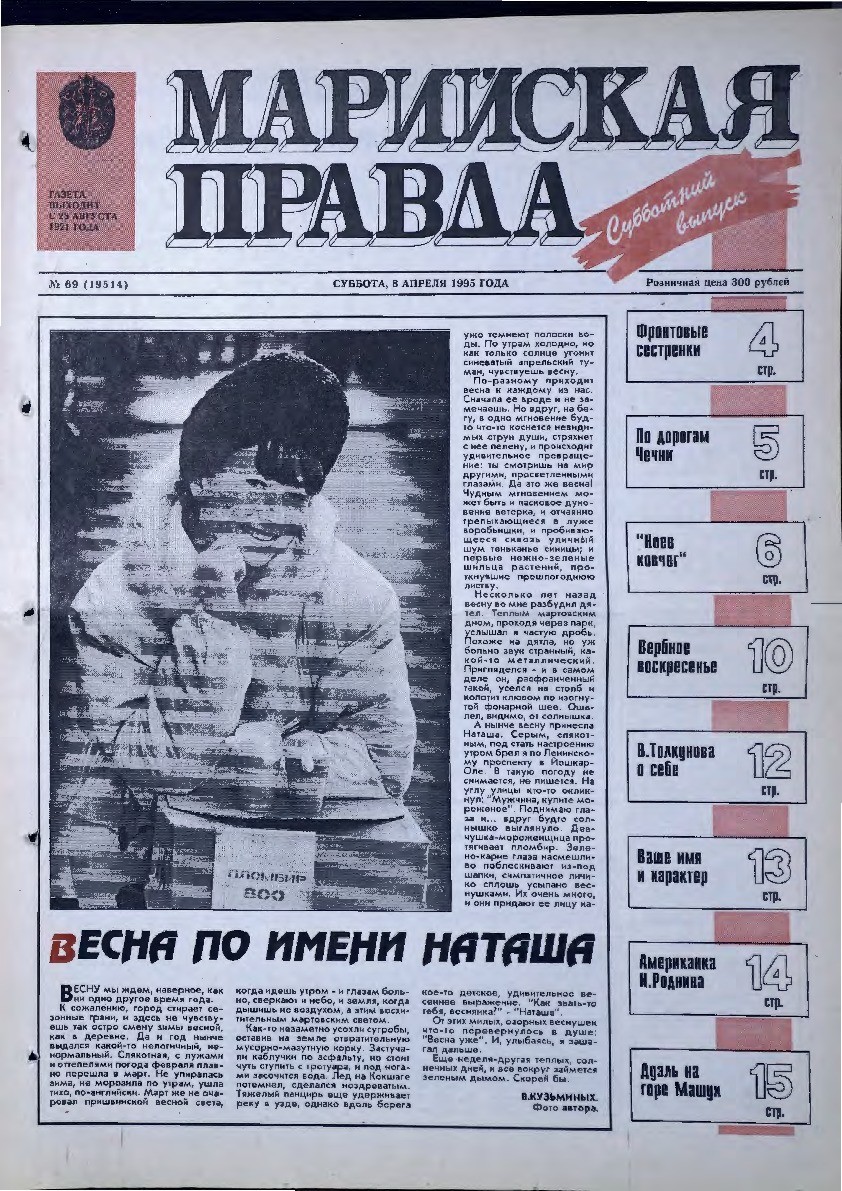 ГАЗЕТА
ВЫХОДИТ
С 23 АВГУСТА
1921 ГОДА
МАРИЙСКАЯ
ПРАВДА
Субботний
выпуск
№ 69 (19514)
СУББОТА, 8 АПРЕЛЯ 1995 ГОДА
Розничная цена 300 рублей
ПЛОМБИР
800
ВЕСНА ПО ИМЕНИ НАТАША
ВЕСНУ мы ждем, наверное, как
ни одно другое время года.
К сожалению, город стирает се-
зонные грани, и здесь не чувству-
ешь так остро смену зимы весной,
как в деревне. Да и год нынче
выдался какой-то нелогичный, не-
нормальный. Слякотная, с лужами
и оттепелями погода февраля плав-
но перешла в март. Не упиралась
зима, не морозила по утрам, ушла
тихо, по-английски. Март же не оча-
ровал пришвинской весной света,
когда идешь утром - и глазам боль-
но, сверкают и небо, и земля, когда
дышишь не воздухом, а этим восхи-
тительным мартовским светом.
Как-то незаметно усохли сугробы,
оставив на земле отвратительную
мусорно-мазутную корку. Застуча-
ли каблучки по асфальту, но стоит
чуть ступить с тротуара, и под нога-
ми засочится вода. Лед на Кокшаге
потемнел, сделался ноздреватым.
Тяжелый панцирь еще удерживает
реку в узде, однако вдоль берега
уже темнеют полоски во-
ды. По утрам холодно, но
как только солнце угонит
синеватый апрельский ту-
ман, чувствуешь весну.
По-разному приходит
весна к каждому из нас.
Сначала ее вроде и не за-
мечаешь. Но вдруг, на бе-
гу, в одно мгновение буд-
то что-то коснется невиди-
мых струн души, стряхнет
с нее пелену, и происходит
удивительное превраще-
ние: ты смотришь на мир
другими, просветленными
глазами. Да это же весна!
Чудным мгновением мо-
жет быть и ласковое дуно-
вение ветерка, и отчаянно
трепыхающиеся в луже
воробьишки, и пробиваю-
щееся сквозь уличный
шум теньканье синицы; и
первые нежно-зеленые
шильца растений, про-
ткнувшие прошлогоднюю
листву.
Несколько лет назад
весну во мне разбудил дя-
тел. Теплым мартовским
днем, проходя через парк,
услышал я частую дробь.
Похоже на дятла, но уж
больно звук странный, ка-
кой-то металлический.
Пригляделся - и в самом
деле он, расфранченный
такой, уселся на столб и
колотит клювом по изогну-
той фонарной шее. Оша-
лел, видимо, от солнышка.
А нынче весну принесла
Наташа. Серым, слякот-
ным, под стать настроению
утром брел я по Ленинско-
му проспекту в Йошкар-
Оле. В такую погоду не
снимается, не пишется. На
углу улицы кто-то оклик-
нул: "Мужчина, купите мо-
роженое". Поднимаю гла-
за и... вдруг будто сол-
нышко выглянуло. Дев-
чушка-мороженщица про-
тягивает пломбир. Зеле-
но-карие глаза насмешли-
во поблескивают из-под
шапки, симпатичное личи-
ко сплошь усыпано вес-
нушками. Их очень много,
и они придают ее лицу ка-
кое-то детское, удивительное ве-
сеннее выражение. "Как звать-то
тебя, веснянка?" - "Наташа".
От этих милых, озорных веснушек
что-то перевернулось в душе:
"Весна уже". И, улыбаясь, я заша-
гал дальше.
Еще неделя-другая теплых, сол-
нечных дней, и все вокруг займется
зеленым дымом. Скорей бы.
В.КУЗЬМИНЫХ.
Фото автора.
Фронтовые
сестренки
4
стр.
По дорогам
Чечни
5
стр.
"Ноев
ковчег"
6
стр.
Вербное
воскресенье
10
стр.
В.Толкунова
о себе
12
стр.
Ваше имя
и характер
13
стр.
Американка
И.Роднина
14
стр.
Дуэль на
горе Машук
15
стр.